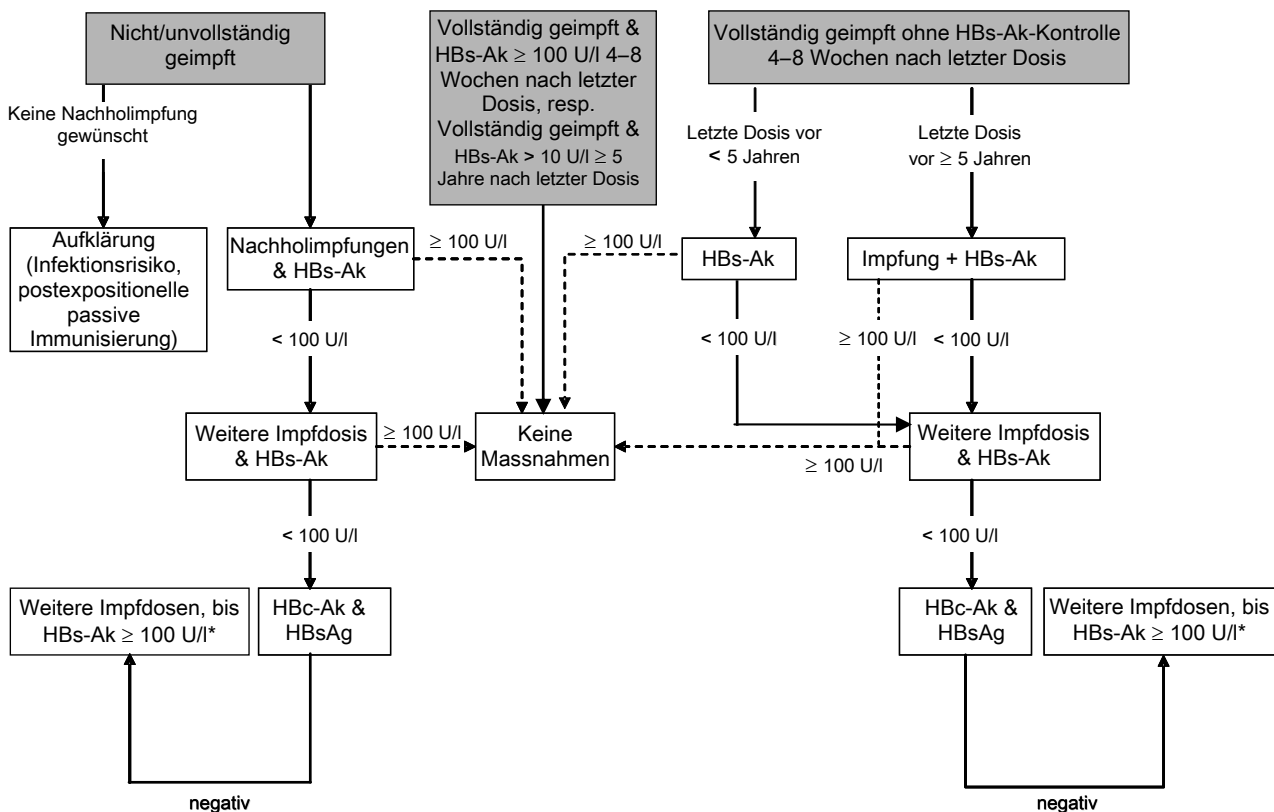 Nicht/unvollständig
geimpft
Vollständig geimpft &
HBs-Ak ≥ 100 U/l 4–8
Wochen nach letzter
Dosis, resp.
Vollständig geimpft &
HBs-Ak > 10 U/l ≥ 5
Jahre nach letzter Dosis
Vollständig geimpft ohne HBs-Ak-Kontrolle
4–8 Wochen nach letzter Dosis
Keine Nachholimpfung
gewünscht
Letzte Dosis vor
< 5 Jahren
Letzte Dosis
vor ≥ 5 Jahren
Aufklärung
(Infektionsrisiko,
postexpositionelle
passive
Immunisierung)
Nachholimpfungen
& HBs-Ak
≥ 100 U/l
≥ 100 U/l
HBs-Ak
Impfung + HBs-Ak
< 100 U/l
< 100 U/l
≥ 100 U/l
< 100 U/l
Weitere Impfdosis
& HBs-Ak
≥ 100 U/l
Keine
Massnahmen
≥ 100 U/l
Weitere Impfdosis
& HBs-Ak
< 100 U/l
< 100 U/l
Weitere Impfdosen, bis
HBs-Ak ≥ 100 U/l*
HBc-Ak &
HBsAg
HBc-Ak &
HBsAg
Weitere Impfdosen, bis
HBs-Ak ≥ 100 U/l*
negativ
negativ